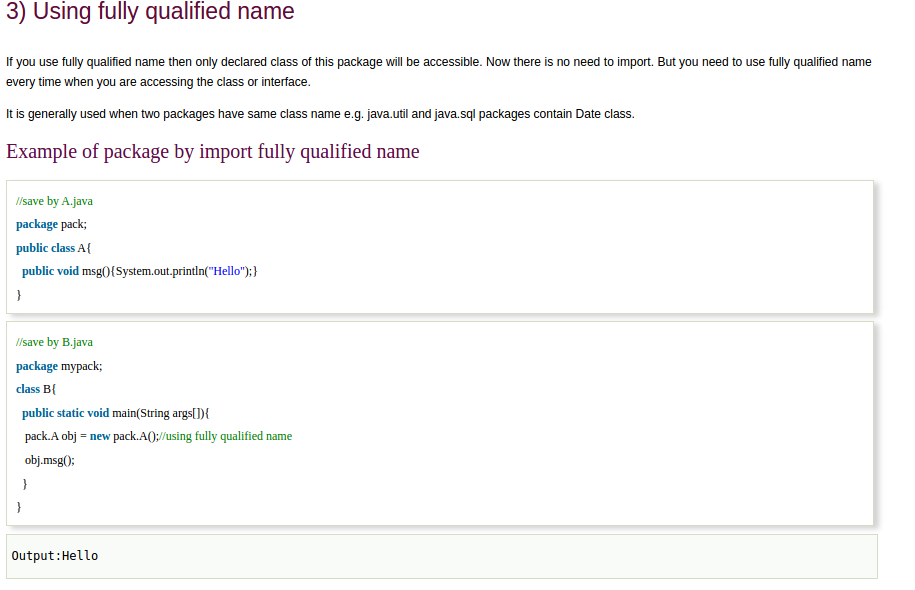 3) Using fully qualified name
If you use fully qualified name then only declared class of this package will be accessible. Now there is no need to import. But you need to use fully qualified name
every time when you are accessing the class or interface.
It is generally used when two packages have same class name e.g. java.util and java.sql packages contain Date class.
Example of package by import fully qualified name
//save by A.java
package pack;
public class A{
  public void msg(){System.out.println("Hello");}
}
//save by B.java
package mypack;
class B{
  public static void main(String args[]){
   pack.A obj = new pack.A();//using fully qualified name
   obj.msg();
  }
}
Output:Hello